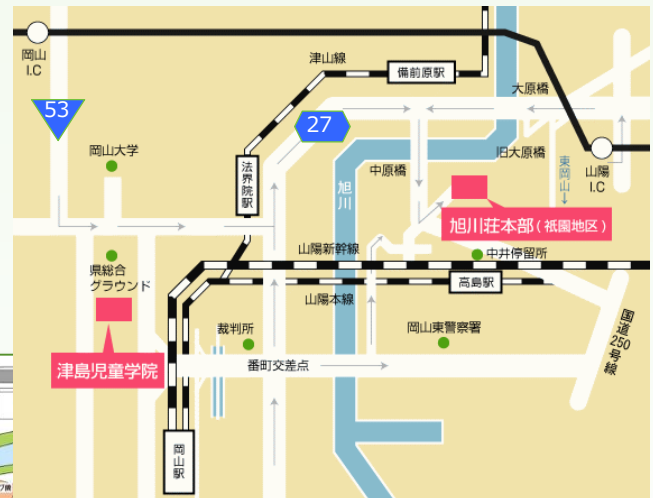 岡山
I.C
津山線
備前原駅
大原橋
53
27
岡山大学
法界院駅
中原橋
旧大原橋
東岡山↓
山陽
I.C
旭川
旭川荘本部(祇園地区)
山陽新幹線
中井停留所
県総合
グラウンド
高島駅
山陽本線
国道250号線
裁判所
岡山東警察署
津島児童学院
番町交差点
岡山駅